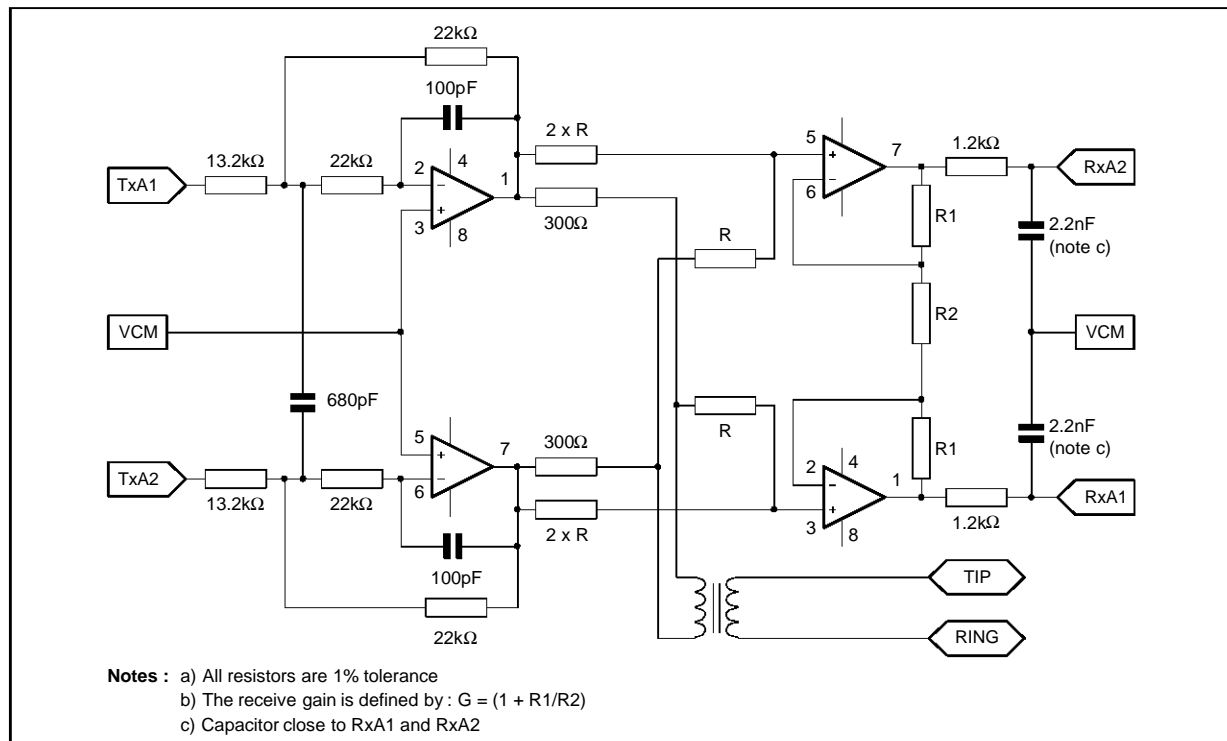 22kΩ
100pF
2 x R
5
7
1.2kΩ
13.2kΩ
22kΩ
2
4
1
TxA1
RxA2
3
8
300Ω
6
R1
2.2nF
(note c)
R
VCM
R2
VCM
680pF
R
5
7
300Ω
R1
2.2nF
(note c)
TxA2
2
4
1
RxA1
13.2kΩ
22kΩ
6
2 x R
3
8
1.2kΩ
100pF
TIP
22kΩ
RING
Notes : a) All resistors are 1% tolerance
b) The receive gain is defined by : G = (1 + R1/R2)
c) Capacitor close to RxA1 and RxA2